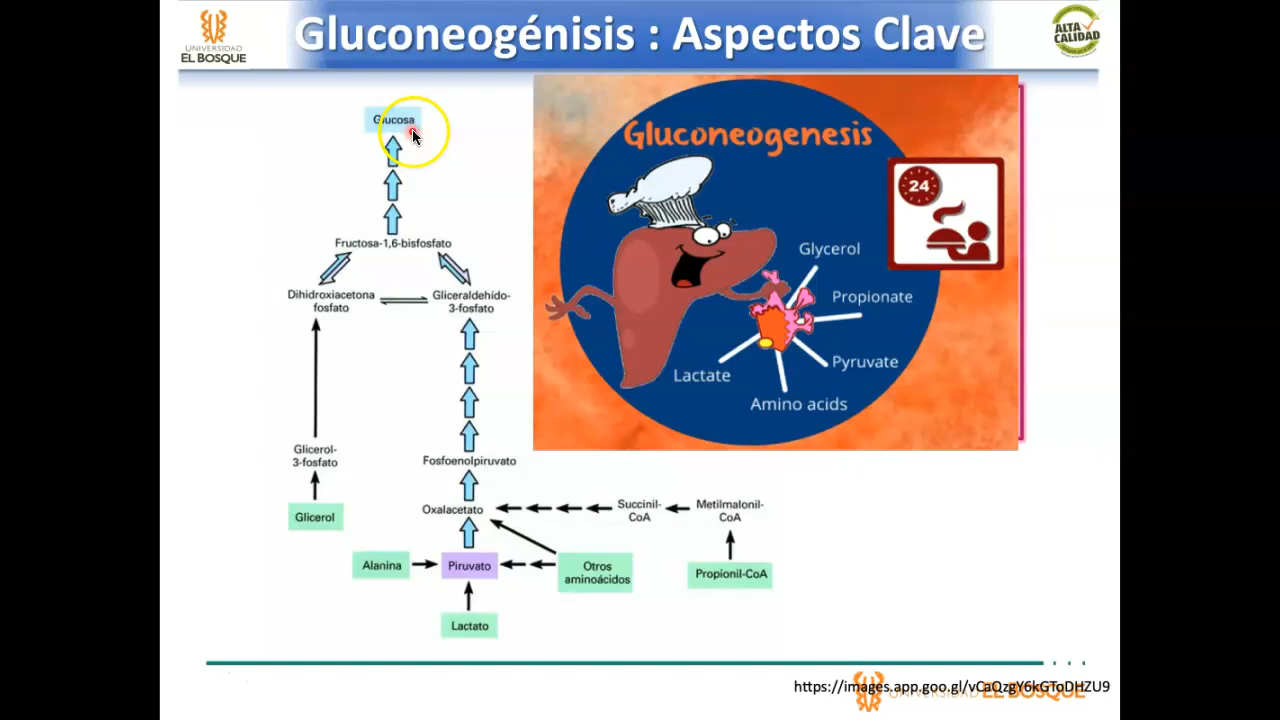 Gluconeogénisis : Aspectos Clave
UNIVERSIDAD
EL BOSQUE
ALTA
CALIDAD
Glucosa
Fructosa-1,6-bisfosfato
Dihidroxiacetona
fosfato
Gliceraldehído-
3-fosfato
Glicerol-
3-fosfato
Fosfoenolpiruvato
Glicerol
Oxalacetato
Succinil-
CoA
Metilmalonil-
CoA
Alanina
Piruvato
Otros
aminoácidos
Propionil-CoA
Lactato
Gluconeogenesis
24
Glycerol
Propionate
Pyruvate
Lactate
Amino acids
https://images.app.goo.gl/vCaQzgY6kGToDHZU9
UNIVERSIDAD EL BOSQUE